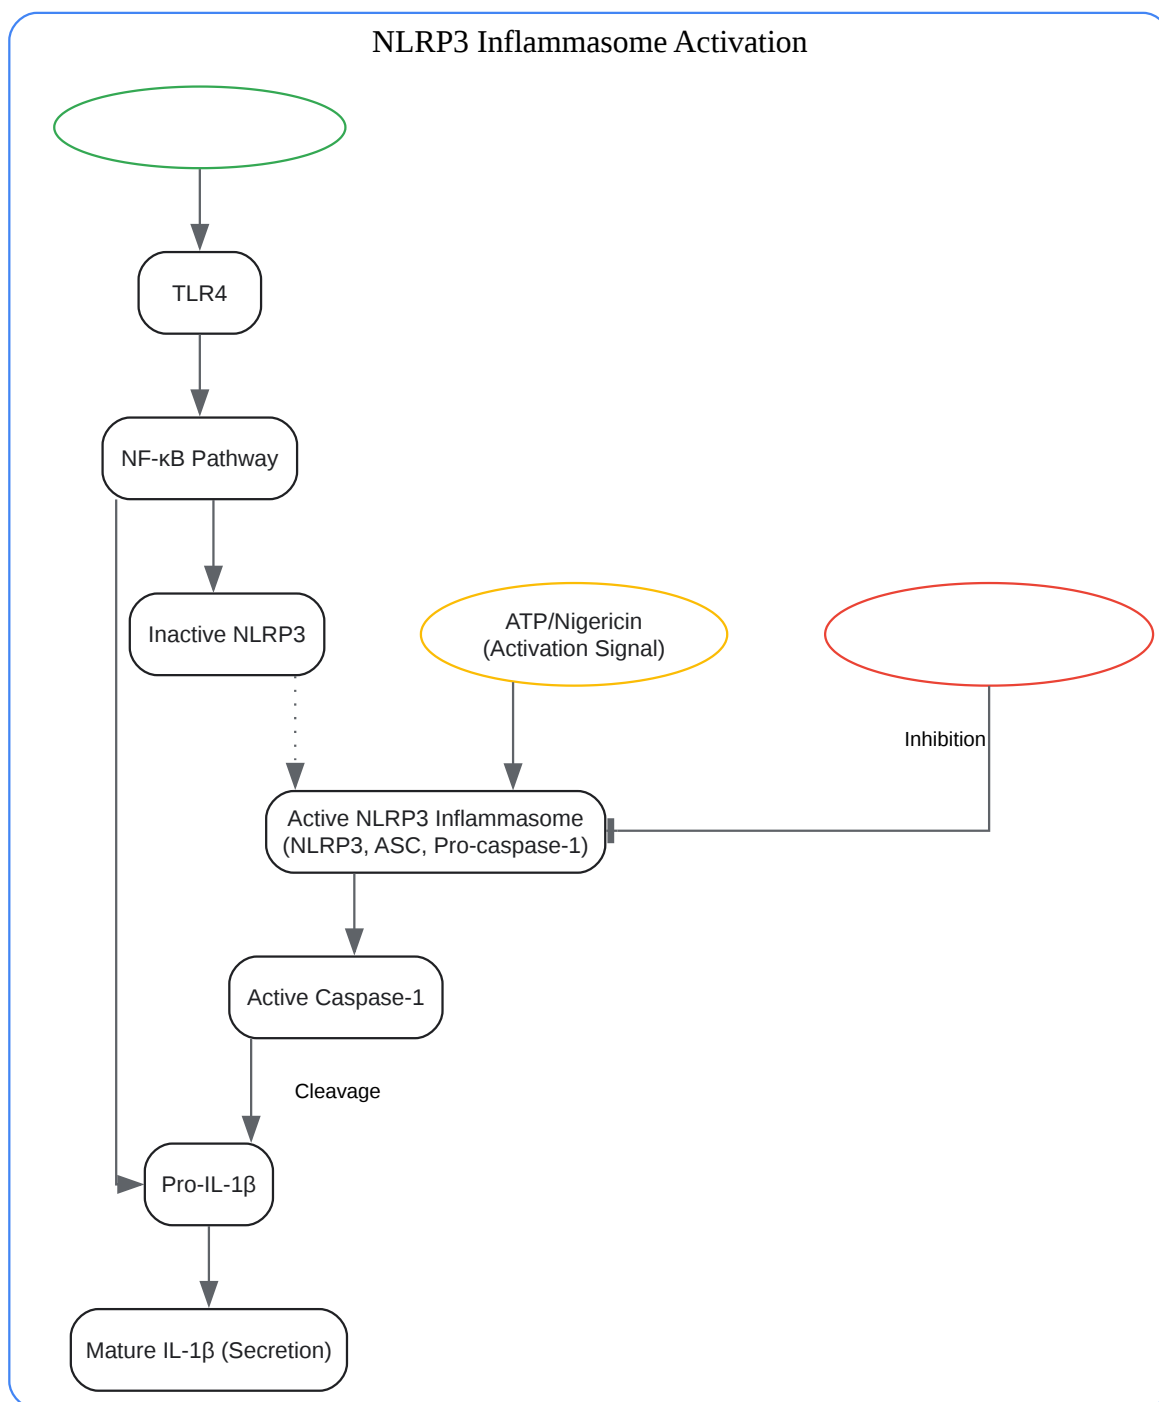 NLRP3 Inflammasome Activation
TLR4
NF-κB Pathway
Inactive NLRP3
ATP/Nigericin
(Activation Signal)
Inhibition
Active NLRP3 Inflammasome
(NLRP3, ASC, Pro-caspase-1)
Active Caspase-1
Cleavage
Pro-IL-1β
Mature IL-1β (Secretion)